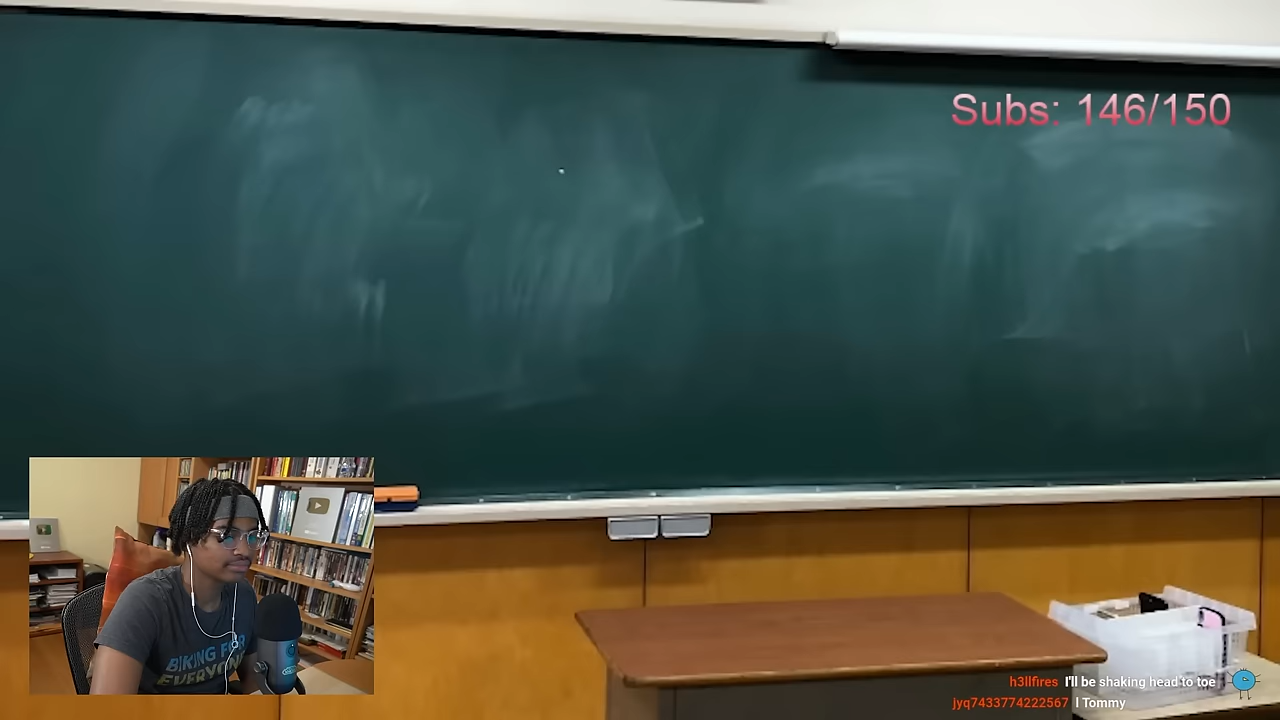 Subs: 146/150
BIKING FOR
EVERYONE
h3llfires I'll be shaking head to toe
jyq7433774222567 I Tommy